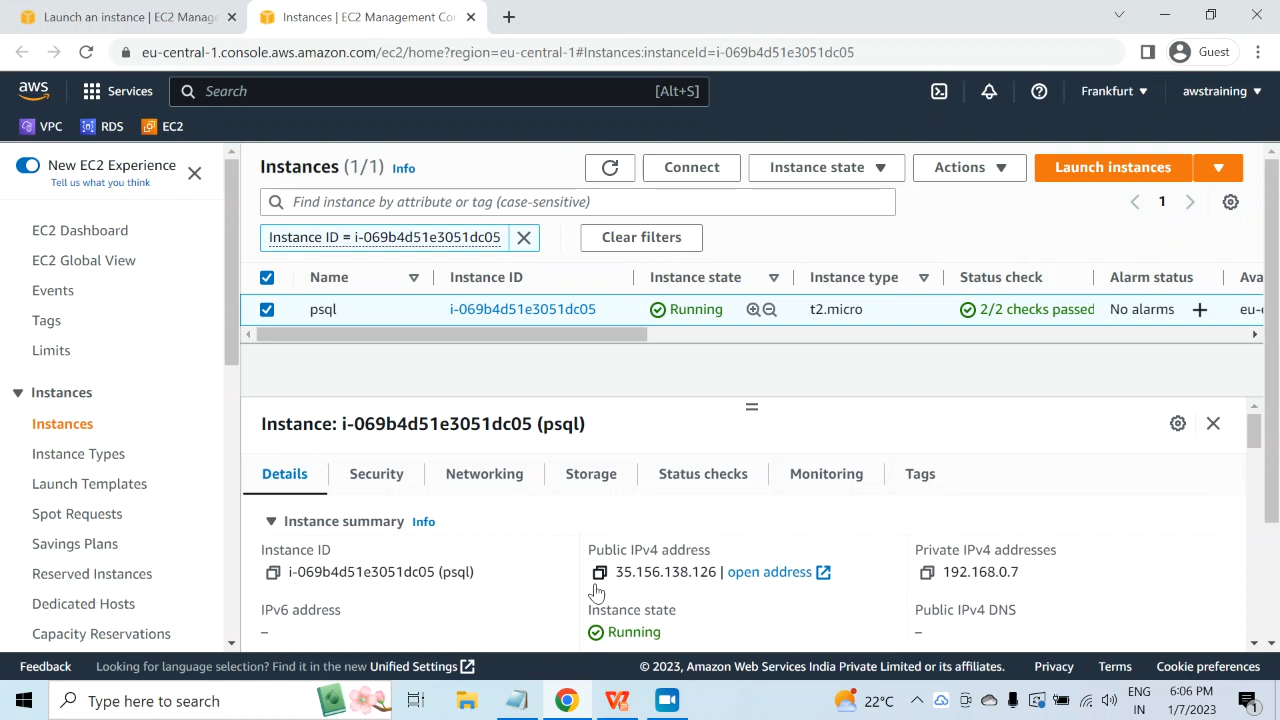 Launch an instance | EC2 Manag
Instances | EC2 Management Co
eu-central-1.console.aws.amazon.com/ec2/home?region=eu-central-1#Instances:instanceId=i-069b4d51e3051dc05
Guest
aws
Services
Search
[Alt+S]
Frankfurt
awstraining
VPC
RDS
EC2
New EC2 Experience
Tell us what you think
EC2 Dashboard
EC2 Global View
Events
Tags
Limits
Instances
Instances
Instance Types
Launch Templates
Spot Requests
Savings Plans
Reserved Instances
Dedicated Hosts
Capacity Reservations
Instances (1/1) Info
Connect
Instance state
Actions
Launch instances
Find instance by attribute or tag (case-sensitive)
1
Instance ID = i-069b4d51e3051dc05
Clear filters
Name
Instance ID
Instance state
Instance type
Status check
Alarm status
Ava
psql
i-069b4d51e3051dc05
Running
t2.micro
2/2 checks passed
No alarms
eu-
Instance: i-069b4d51e3051dc05 (psql)
Details
Security
Networking
Storage
Status checks
Monitoring
Tags
Instance summary Info
Instance ID
i-069b4d51e3051dc05 (psql)
Public IPv4 address
35.156.138.126 | open address
Private IPv4 addresses
192.168.0.7
IPv6 address
–
Instance state
Running
Public IPv4 DNS
–
Feedback
Looking for language selection? Find it in the new Unified Settings
© 2023, Amazon Web Services India Private Limited or its affiliates.
Privacy
Terms
Cookie preferences
Type here to search
22°C
ENG
IN
6:06 PM
1/7/2023
1